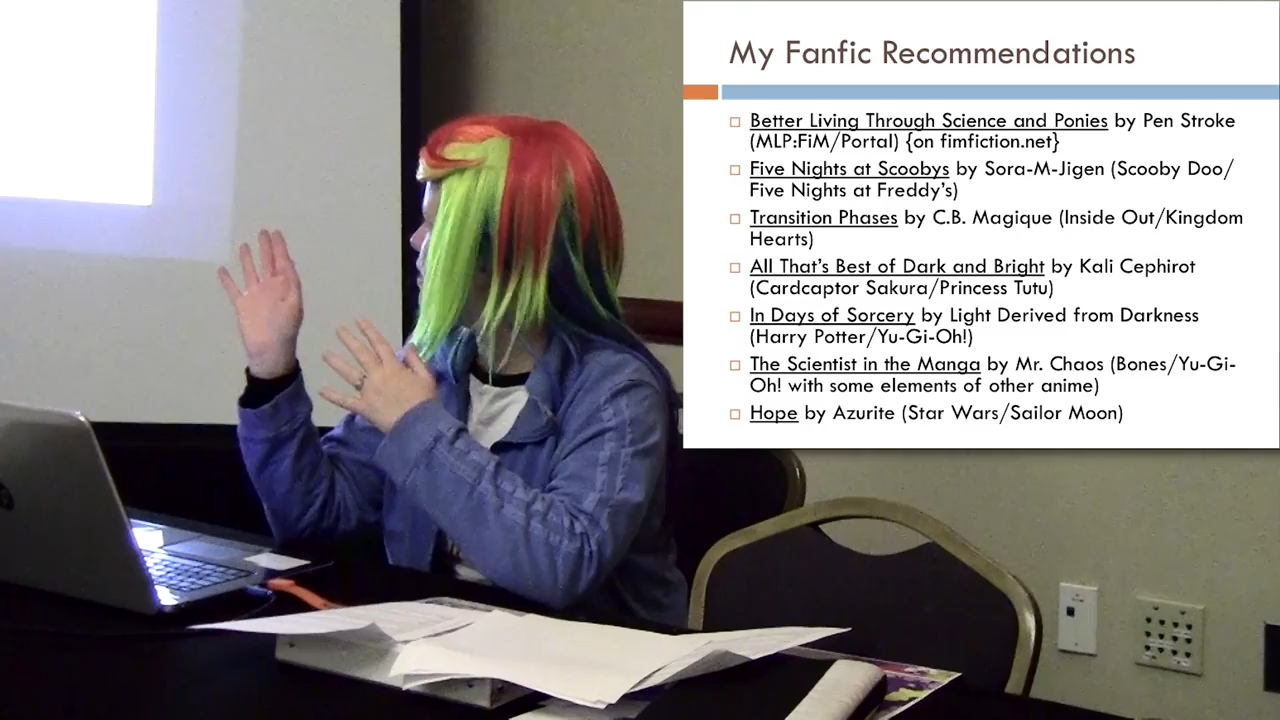 My Fanfic Recommendations
Better Living Through Science and Ponies by Pen Stroke
(MLP:FiM/Portal) {on fimfiction.net}
Five Nights at Scoobys by Sora-M-Jigen (Scooby Doo/
Five Nights at Freddy's)
Transition Phases by C.B. Magique (Inside Out/Kingdom
Hearts)
All That's Best of Dark and Bright by Kali Cephirot
(Cardcaptor Sakura/Princess Tutu)
In Days of Sorcery by Light Derived from Darkness
(Harry Potter/Yu-Gi-Oh!)
The Scientist in the Manga by Mr. Chaos (Bones/Yu-Gi-
Oh! with some elements of other anime)
Hope by Azurite (Star Wars/Sailor Moon)